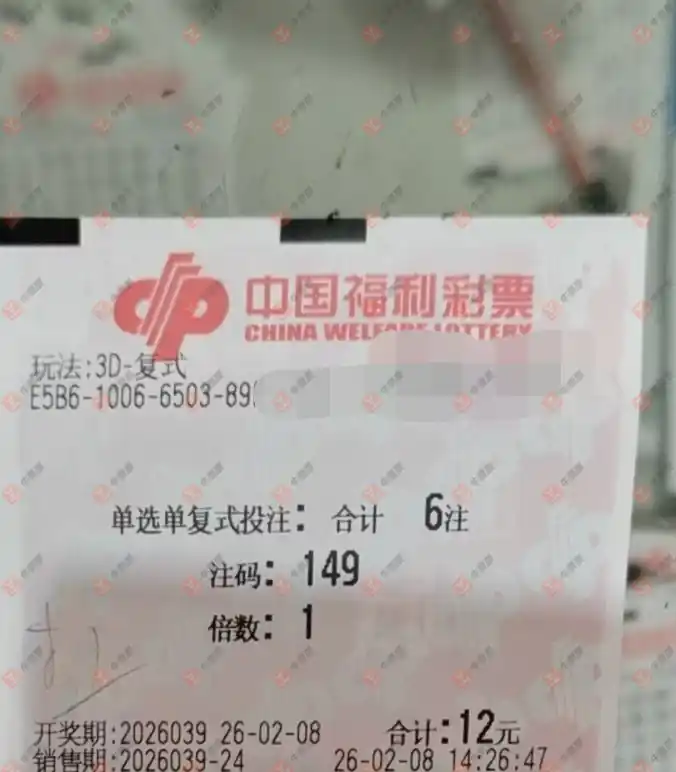 中国福利彩票
CHINA WELFARE LOTTERY
玩法:3D-复式
E5B6-1006-6503-89
单选单复式投注: 合计 6注
注码: 149
倍数: 1
开奖期:2026039 26-02-08 合计:12元
销售期:2026039-24 26-02-08 14:26:47